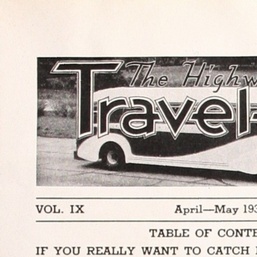 The Highw
Travel
VOL. IX April—May 193
TABLE OF CONTE
IF YOU REALLY WANT TO CATCH